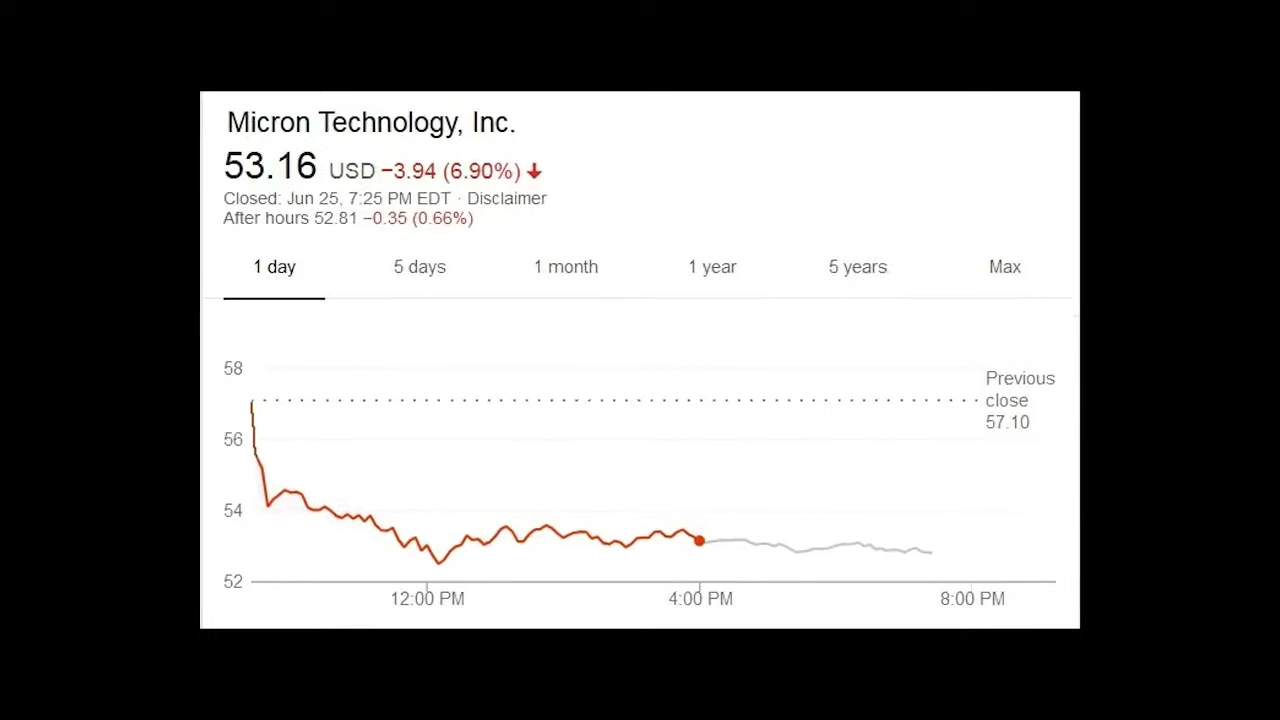 Micron Technology, Inc.
53.16 USD −3.94 (6.90%)
Closed: Jun 25, 7:25 PM EDT · Disclaimer
After hours 52.81 −0.35 (0.66%)
1 day 5 days 1 month 1 year 5 years Max
58
Previous
close
57.10
56
54
52
12:00 PM 4:00 PM 8:00 PM